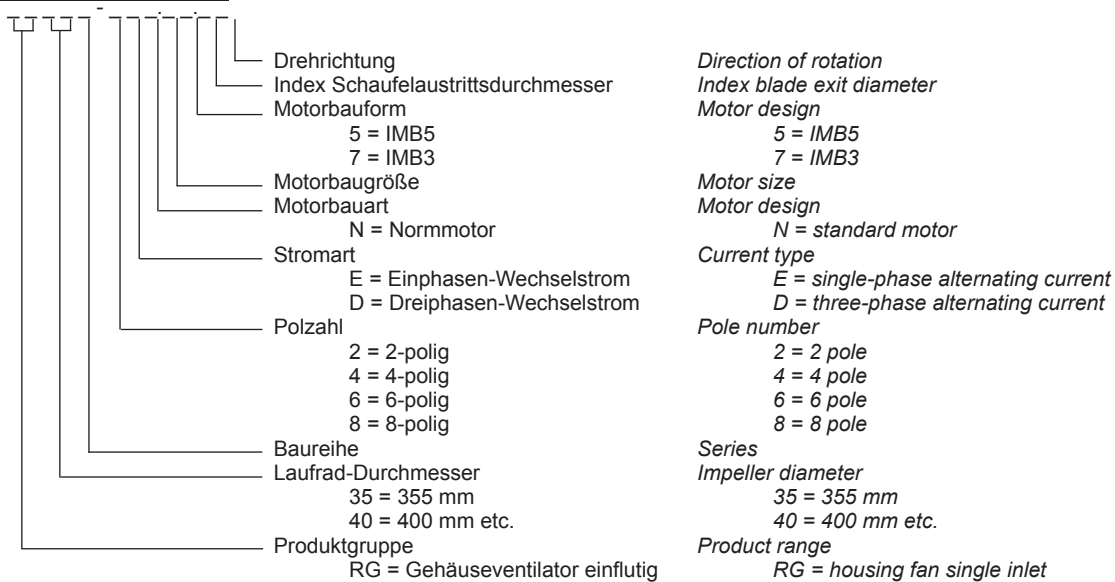 _ _ _ _ _ - _ _ _._ _._ _ _
Drehrichtung Direction of rotation
Index Schaufelaustrittsdurchmesser Index blade exit diameter
Motorbauform Motor design
5 = IMB5 5 = IMB5
7 = IMB3 7 = IMB3
Motorbaugröße Motor size
Motorbauart Motor design
N = Normmotor N = standard motor
Stromart Current type
E = Einphasen-Wechselstrom E = single-phase alternating current
D = Dreiphasen-Wechselstrom D = three-phase alternating current
Polzahl Pole number
2 = 2-polig 2 = 2 pole
4 = 4-polig 4 = 4 pole
6 = 6-polig 6 = 6 pole
8 = 8-polig 8 = 8 pole
Baureihe Series
Laufrad-Durchmesser Impeller diameter
35 = 355 mm 35 = 355 mm
40 = 400 mm etc. 40 = 400 mm etc.
Produktgruppe Product range
RG = Gehäuseventilator einflutig RG = housing fan single inlet